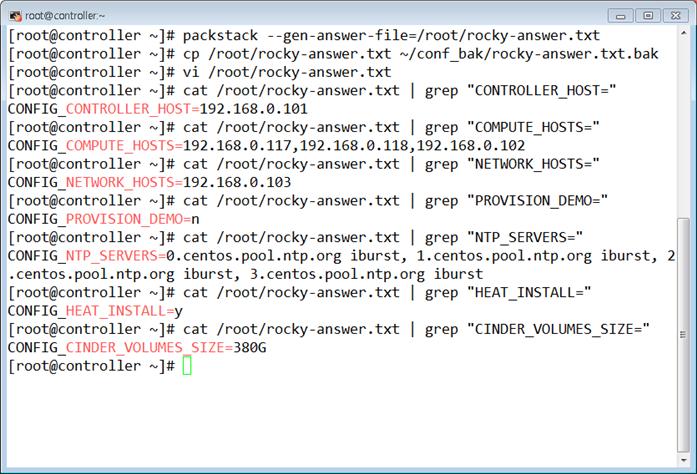 root@controller:~
[root@controller ~]# packstack --gen-answer-file=/root/rocky-answer.txt
[root@controller ~]# cp /root/rocky-answer.txt ~/conf_bak/rocky-answer.txt.bak
[root@controller ~]# vi /root/rocky-answer.txt
[root@controller ~]# cat /root/rocky-answer.txt | grep "CONTROLLER_HOST="
CONFIG_CONTROLLER_HOST=192.168.0.101
[root@controller ~]# cat /root/rocky-answer.txt | grep "COMPUTE_HOSTS="
CONFIG_COMPUTE_HOSTS=192.168.0.117,192.168.0.118,192.168.0.102
[root@controller ~]# cat /root/rocky-answer.txt | grep "NETWORK_HOSTS="
CONFIG_NETWORK_HOSTS=192.168.0.103
[root@controller ~]# cat /root/rocky-answer.txt | grep "PROVISION_DEMO="
CONFIG_PROVISION_DEMO=n
[root@controller ~]# cat /root/rocky-answer.txt | grep "NTP_SERVERS="
CONFIG_NTP_SERVERS=0.centos.pool.ntp.org iburst, 1.centos.pool.ntp.org iburst, 2
.centos.pool.ntp.org iburst, 3.centos.pool.ntp.org iburst
[root@controller ~]# cat /root/rocky-answer.txt | grep "HEAT_INSTALL="
CONFIG_HEAT_INSTALL=y
[root@controller ~]# cat /root/rocky-answer.txt | grep "CINDER_VOLUMES_SIZE="
CONFIG_CINDER_VOLUMES_SIZE=380G
[root@controller ~]#